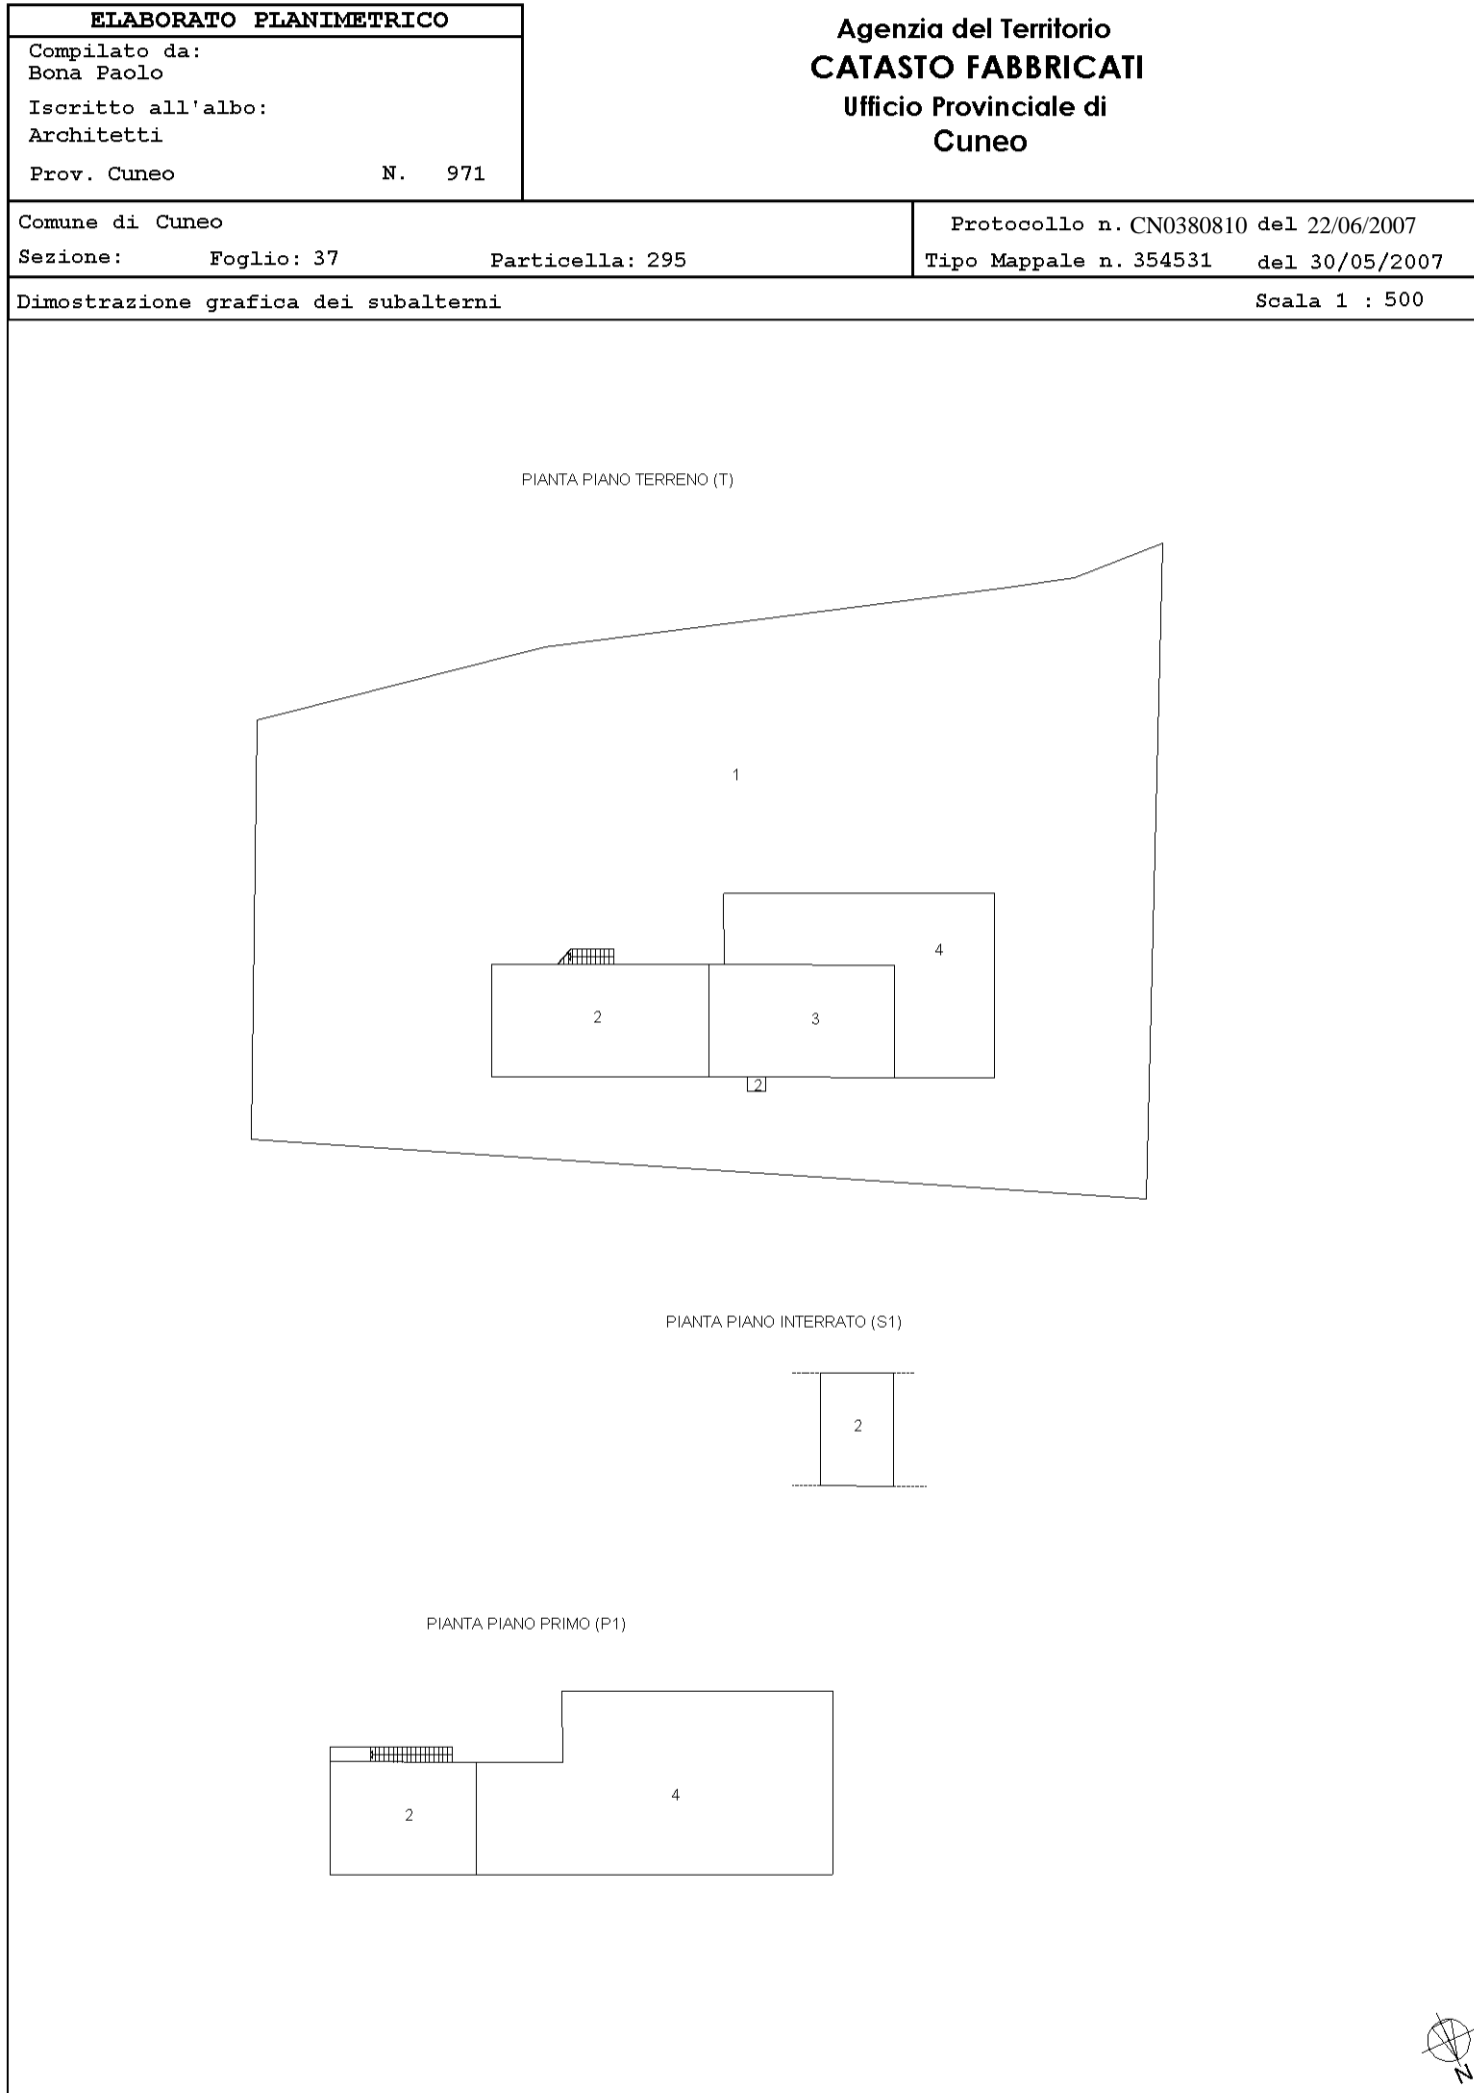 ELABORATO PLANIMETRICO
Compilato da:
Bona Paolo
Iscritto all'albo:
Architetti
Prov. Cuneo N. 971
Agenzia del Territorio
CATASTO FABBRICATI
Ufficio Provinciale di
Cuneo
Comune di Cuneo
Sezione: Foglio: 37 Particella: 295
Protocollo n. CN0380810 del 22/06/2007
Tipo Mappale n. 354531 del 30/05/2007
Dimostrazione grafica dei subalterni Scala 1 : 500
PIANTA PIANO TERRENO (T)
1
4
2 3
2
PIANTA PIANO INTERRATO (S1)
2
PIANTA PIANO PRIMO (P1)
4
2
N